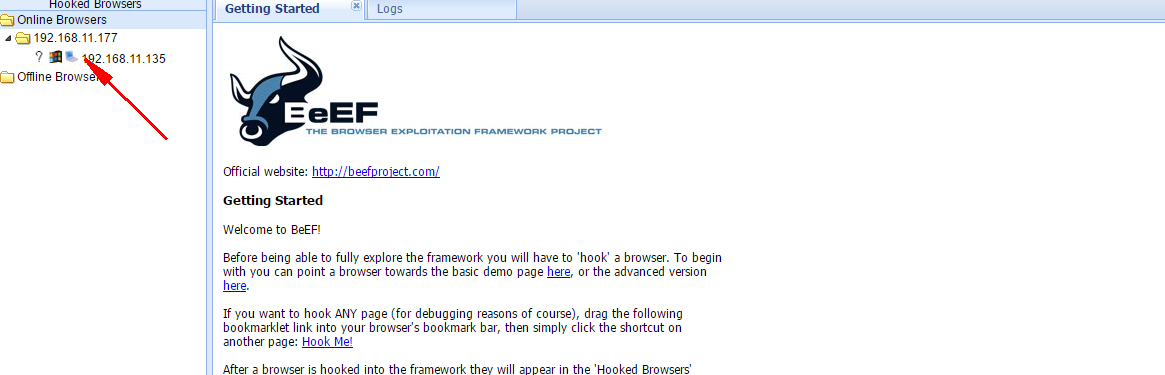 Hooked Browsers
Online Browsers
192.168.11.177
? 192.168.11.135
Offline Browsers
Getting Started
Logs
BeEF
THE BROWSER EXPLOITATION FRAMEWORK PROJECT
Official website: http://beefproject.com/
Getting Started
Welcome to BeEF!
Before being able to fully explore the framework you will have to 'hook' a browser. To begin
with you can point a browser towards the basic demo page here, or the advanced version
here.
If you want to hook ANY page (for debugging reasons of course), drag the following
bookmarklet link into your browser's bookmark bar, then simply click the shortcut on
another page: Hook Me!
After a browser is hooked into the framework they will appear in the 'Hooked Browsers'